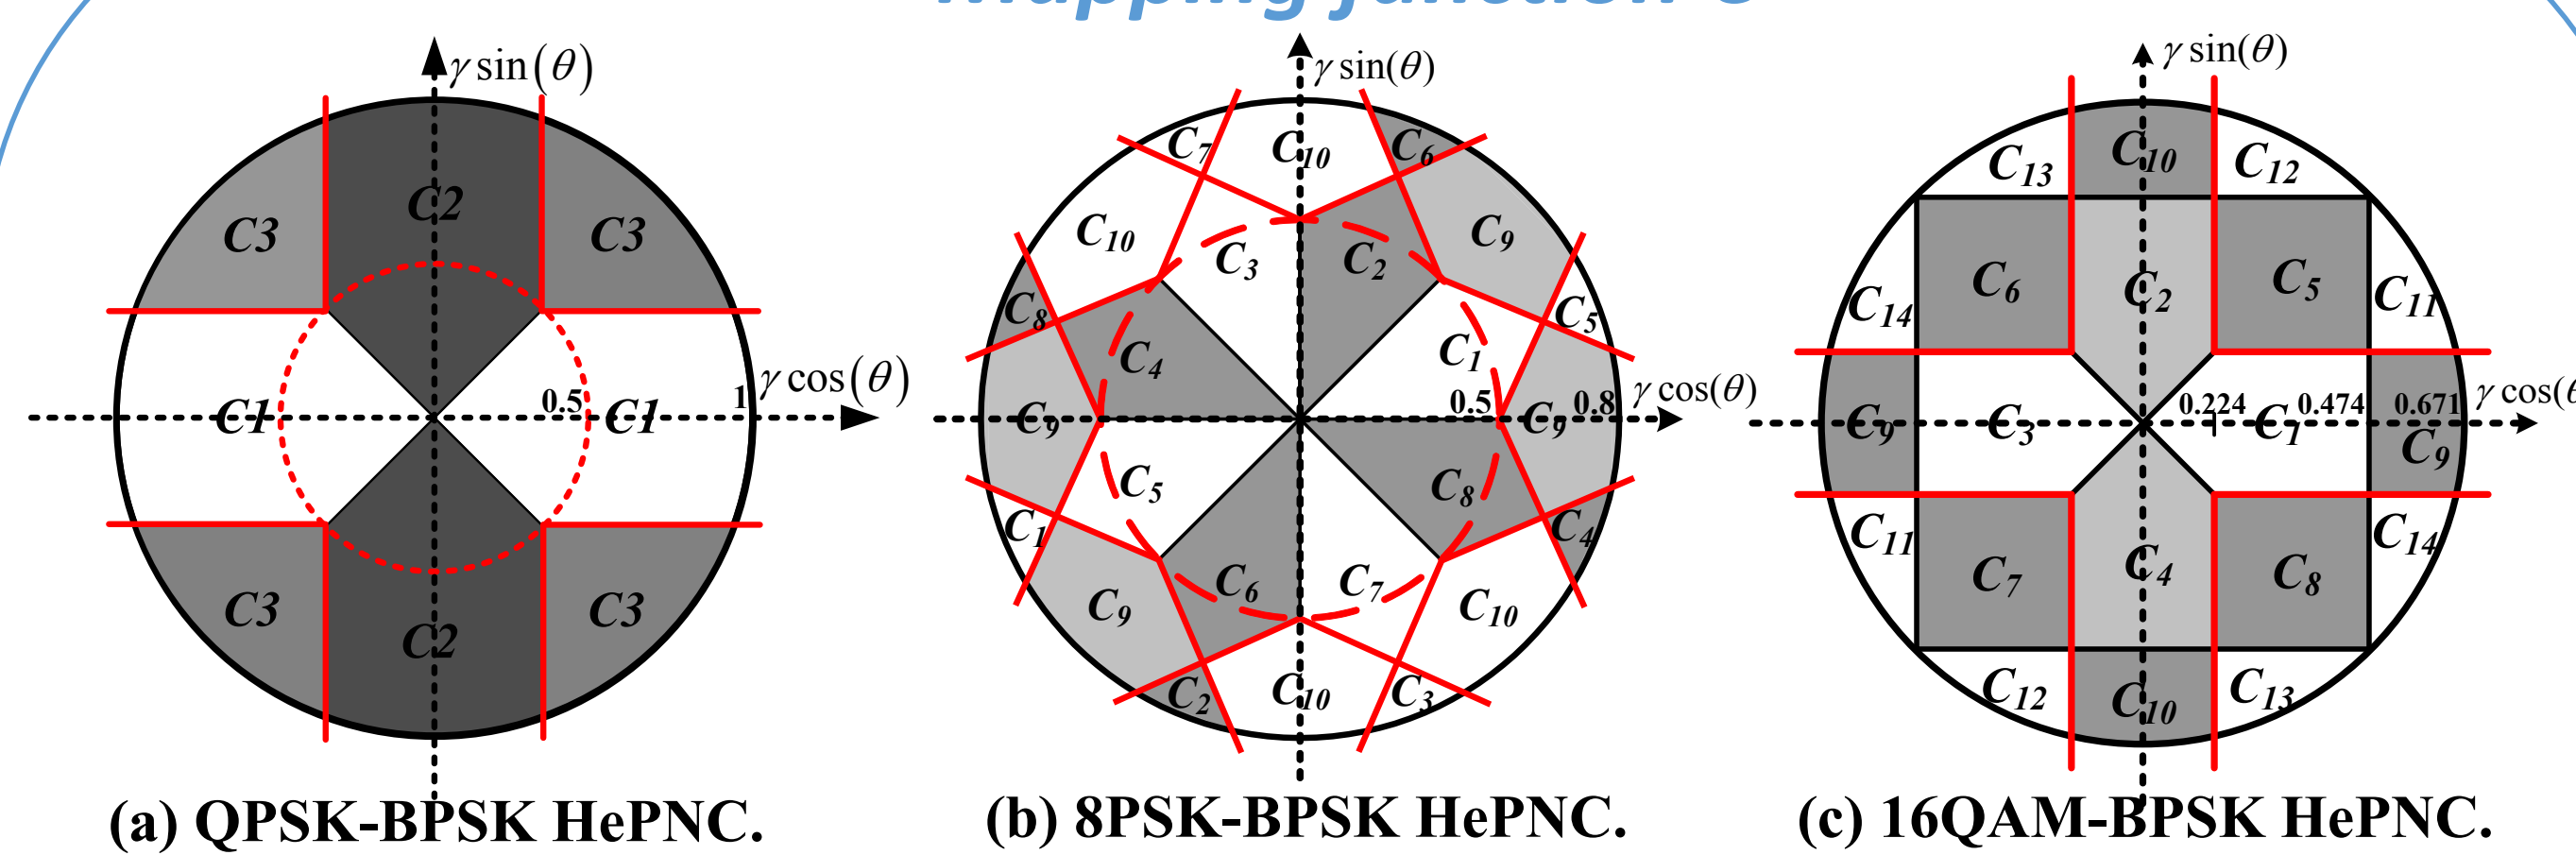 γ sin(θ)
C2
C3
C3
C1
0.5
C1
1
γ cos(θ)
C3
C2
C3
(a) QPSK-BPSK HePNC.
γ sin(θ)
C7
C10
C6
C10
C3
C2
C9
C8
C4
C1
C5
C9
0.5
C9
0.8
γ cos(θ)
C1
C5
C8
C4
C9
C6
C7
C10
C2
C10
C3
(b) 8PSK-BPSK HePNC.
γ sin(θ)
C13
C10
C12
C14
C6
C2
C5
C11
C9
C3
0.224
C1
0.474
0.671
C9
γ cos(θ
C11
C7
C4
C8
C14
C12
C10
C13
(c) 16QAM-BPSK HePNC.